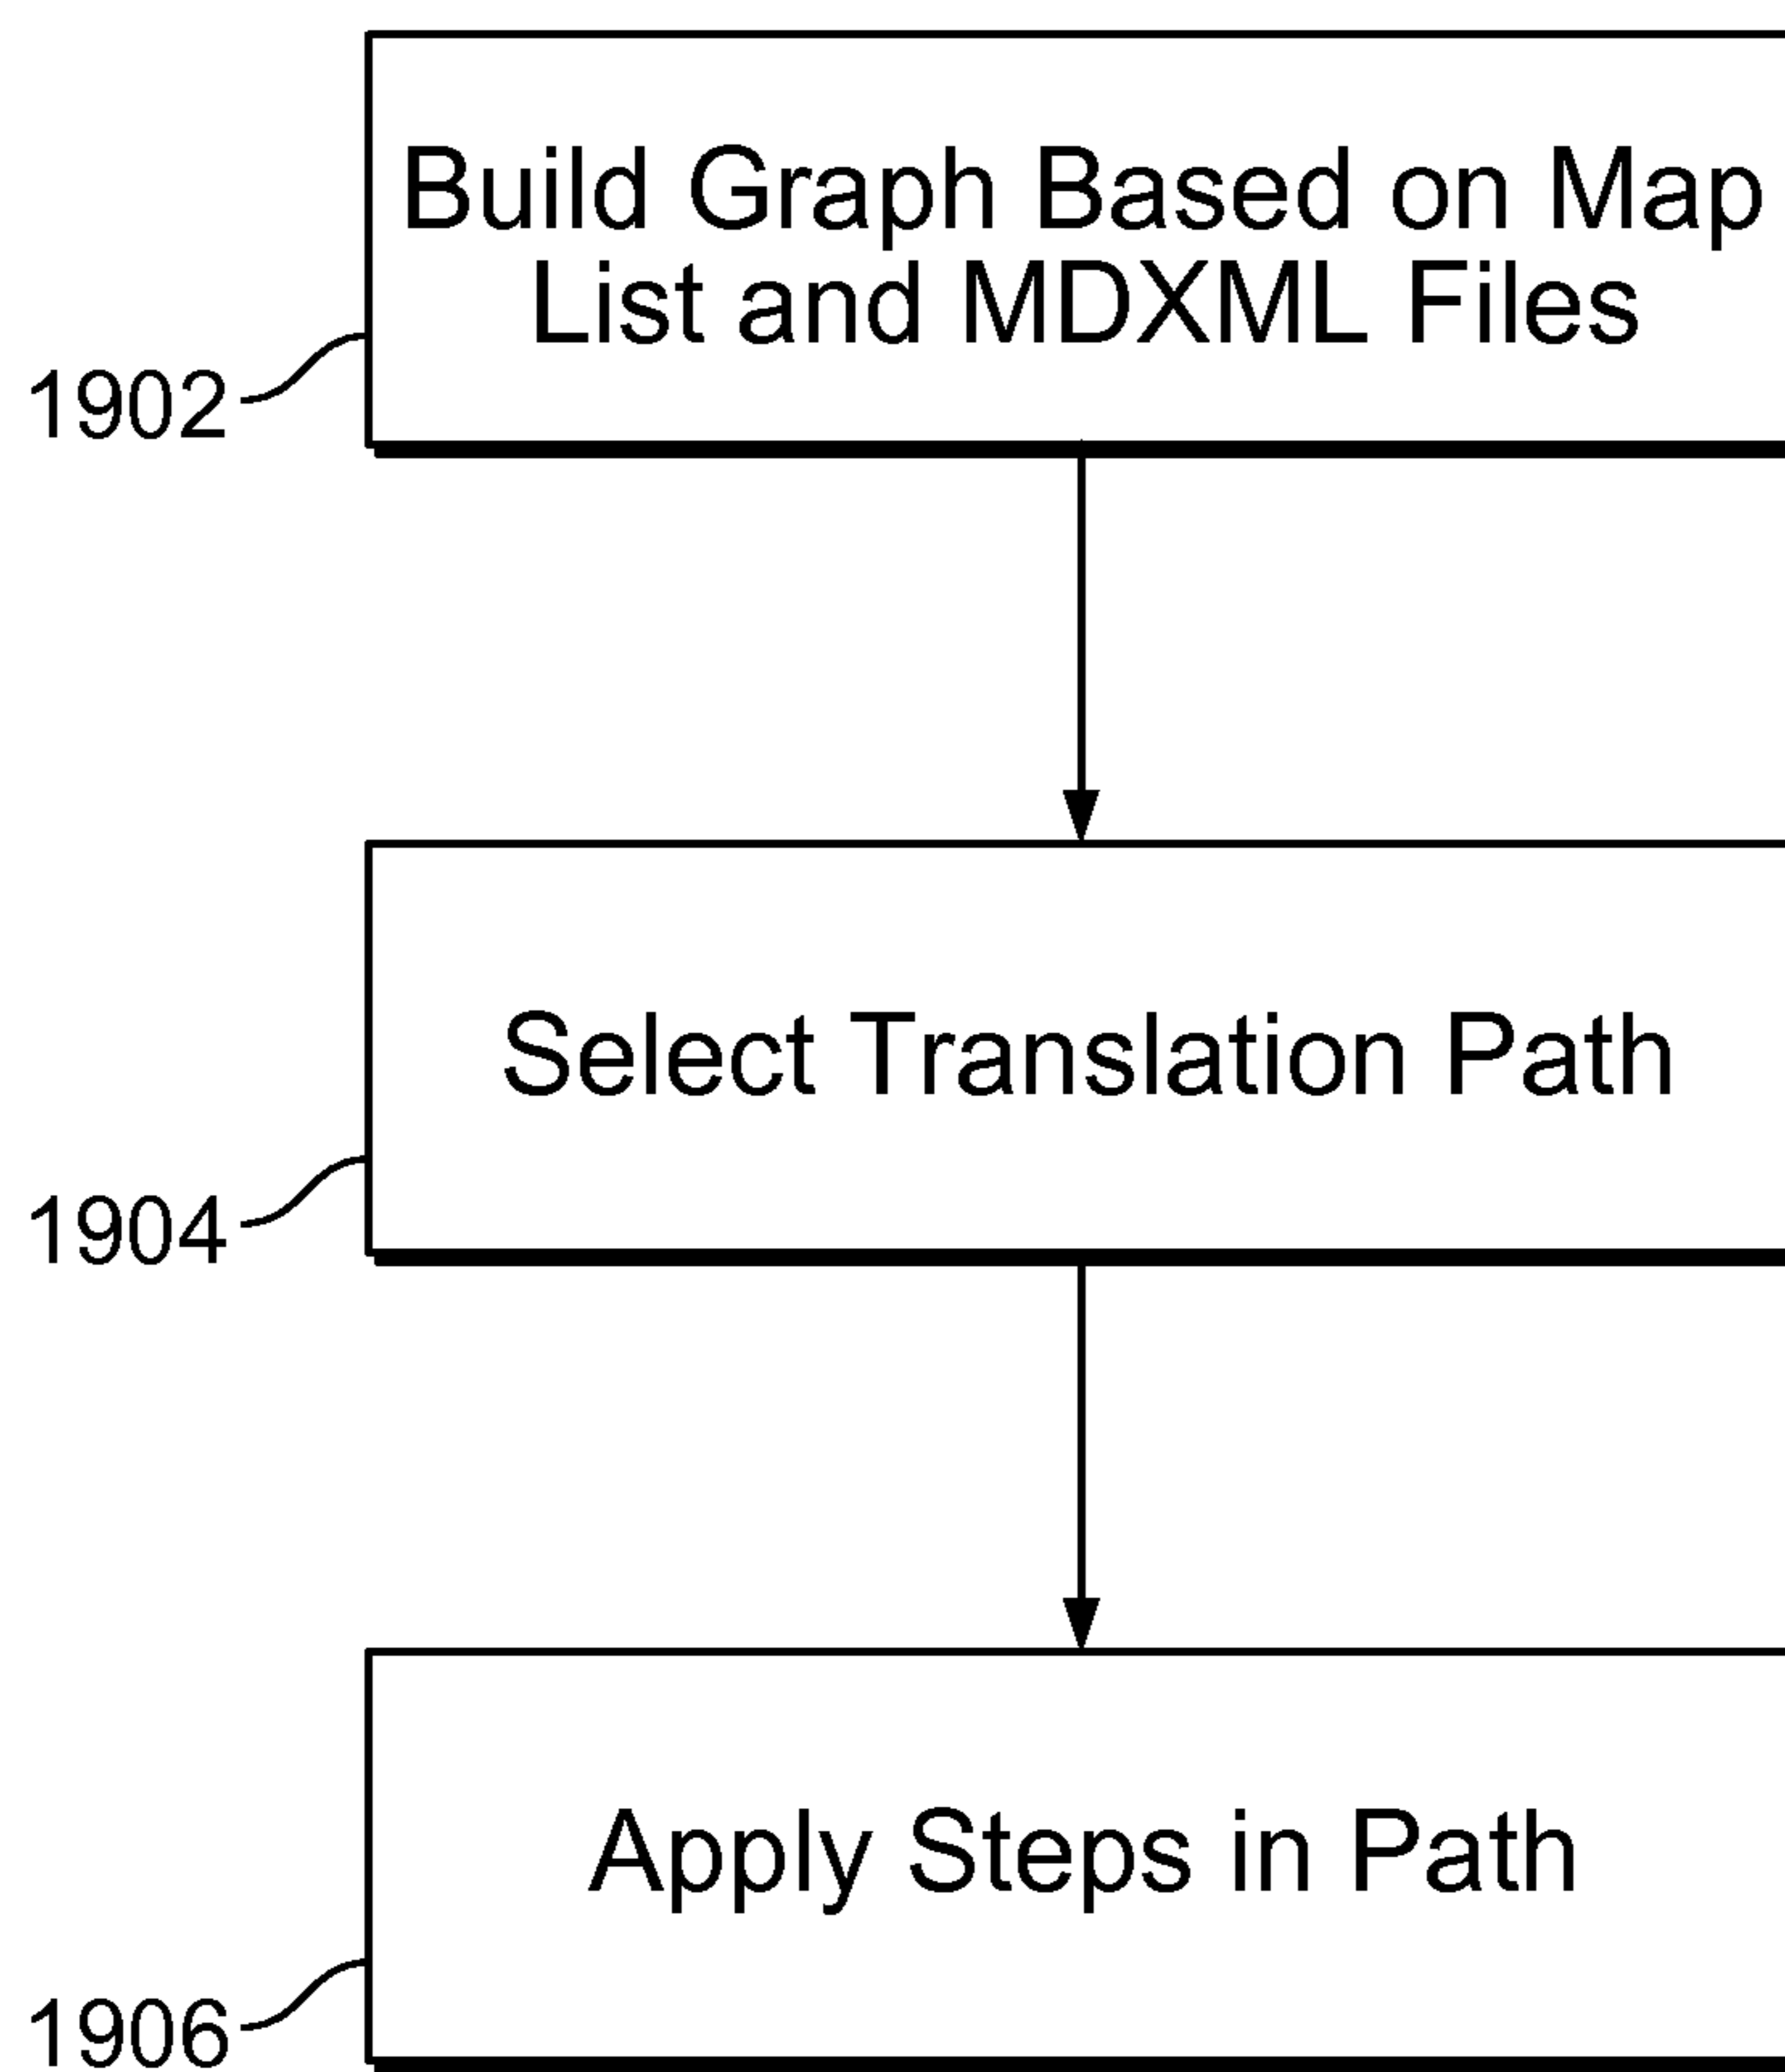 Build Graph Based on Map
List and MDXML Files
1902
Select Translation Path
1904
Apply Steps in Path
1906